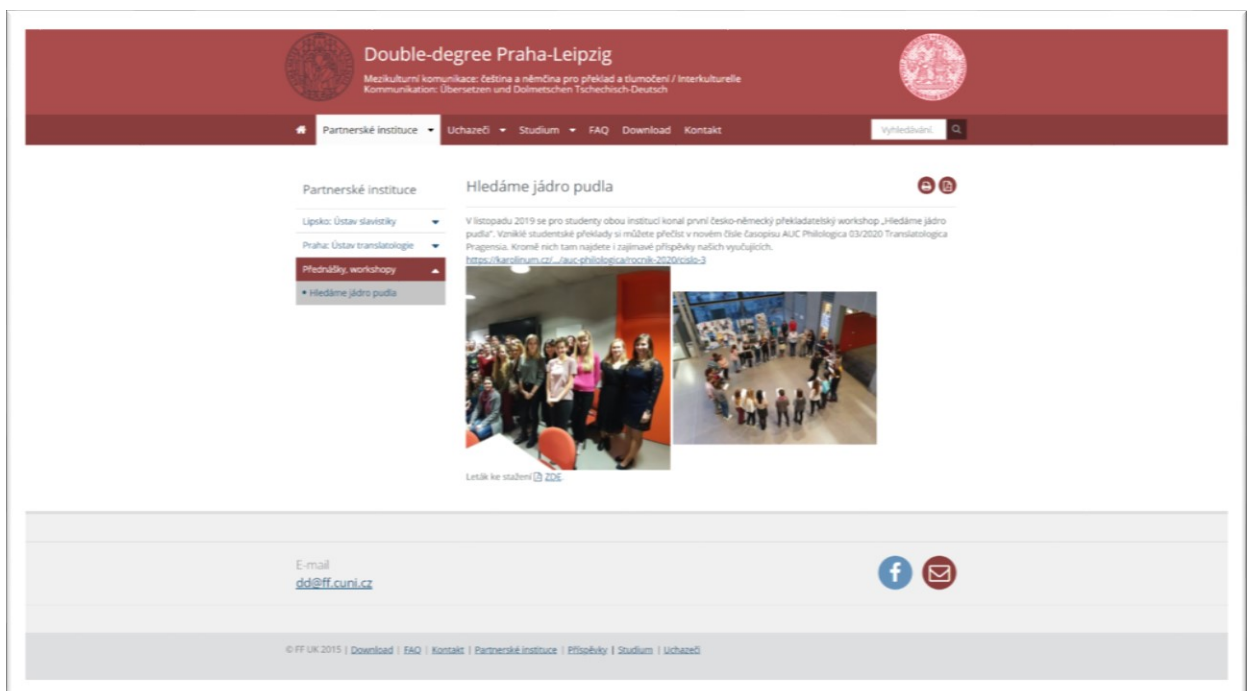 Double-degree Praha-Leipzig
Mezikulturní komunikace: čeština a němčina pro překlad a tlumočení / Interkulturelle
Kommunikation: Übersetzen und Dolmetschen Tschechisch-Deutsch
Partnerské instituce Uchazeči Studium FAQ Download Kontakt Vyhledávání.
Partnerské instituce
Lipsko: Ústav slavistiky
Praha: Ústav translatologie
Přednášky, workshopy
• Hledáme jádro pudla
Hledáme jádro pudla
V listopadu 2019 se pro studenty obou institucí konal první česko-německý překladatelský workshop „Hledáme jádro
pudla". Vzniklé studentské překlady si můžete přečíst v novém čísle časopisu AUC Philologica 03/2020 Translatologica
Pragensia. Kromě nich tam najdete i zajímavé příspěvky našich vyučujících.
https://karolinum.cz/.../auc-philologica/rocnik-2020/cislo-3
Leták ke stažení ZDE.
E-mail
dd@ff.cuni.cz
© FF UK 2015 | Download | FAQ | Kontakt | Partnerské instituce | Příspěvky | Studium | Uchazeči